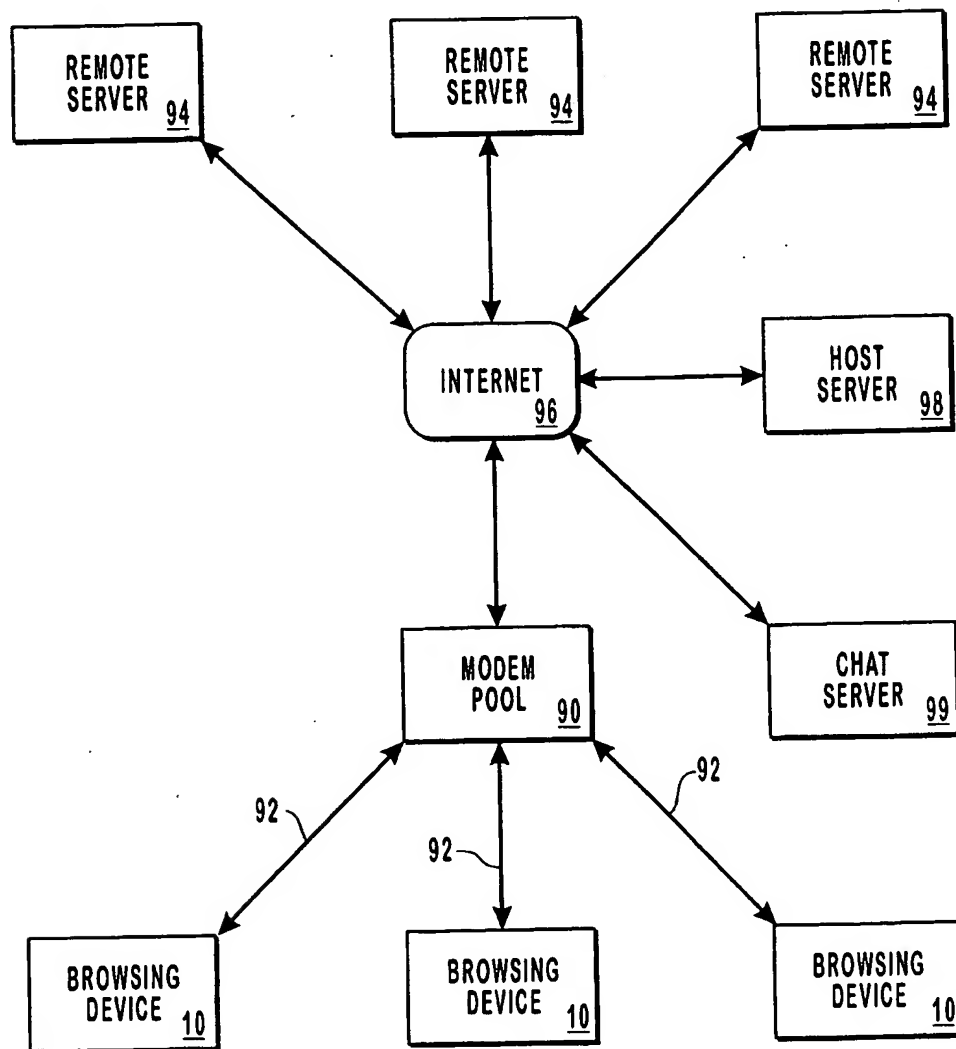 REMOTE
SERVER 94
REMOTE
SERVER 94
REMOTE
SERVER 94
INTERNET
96
HOST
SERVER 98
MODEM
POOL 90
CHAT
SERVER 99
92
92
92
BROWSING
DEVICE 10
BROWSING
DEVICE 10
BROWSING
DEVICE 10